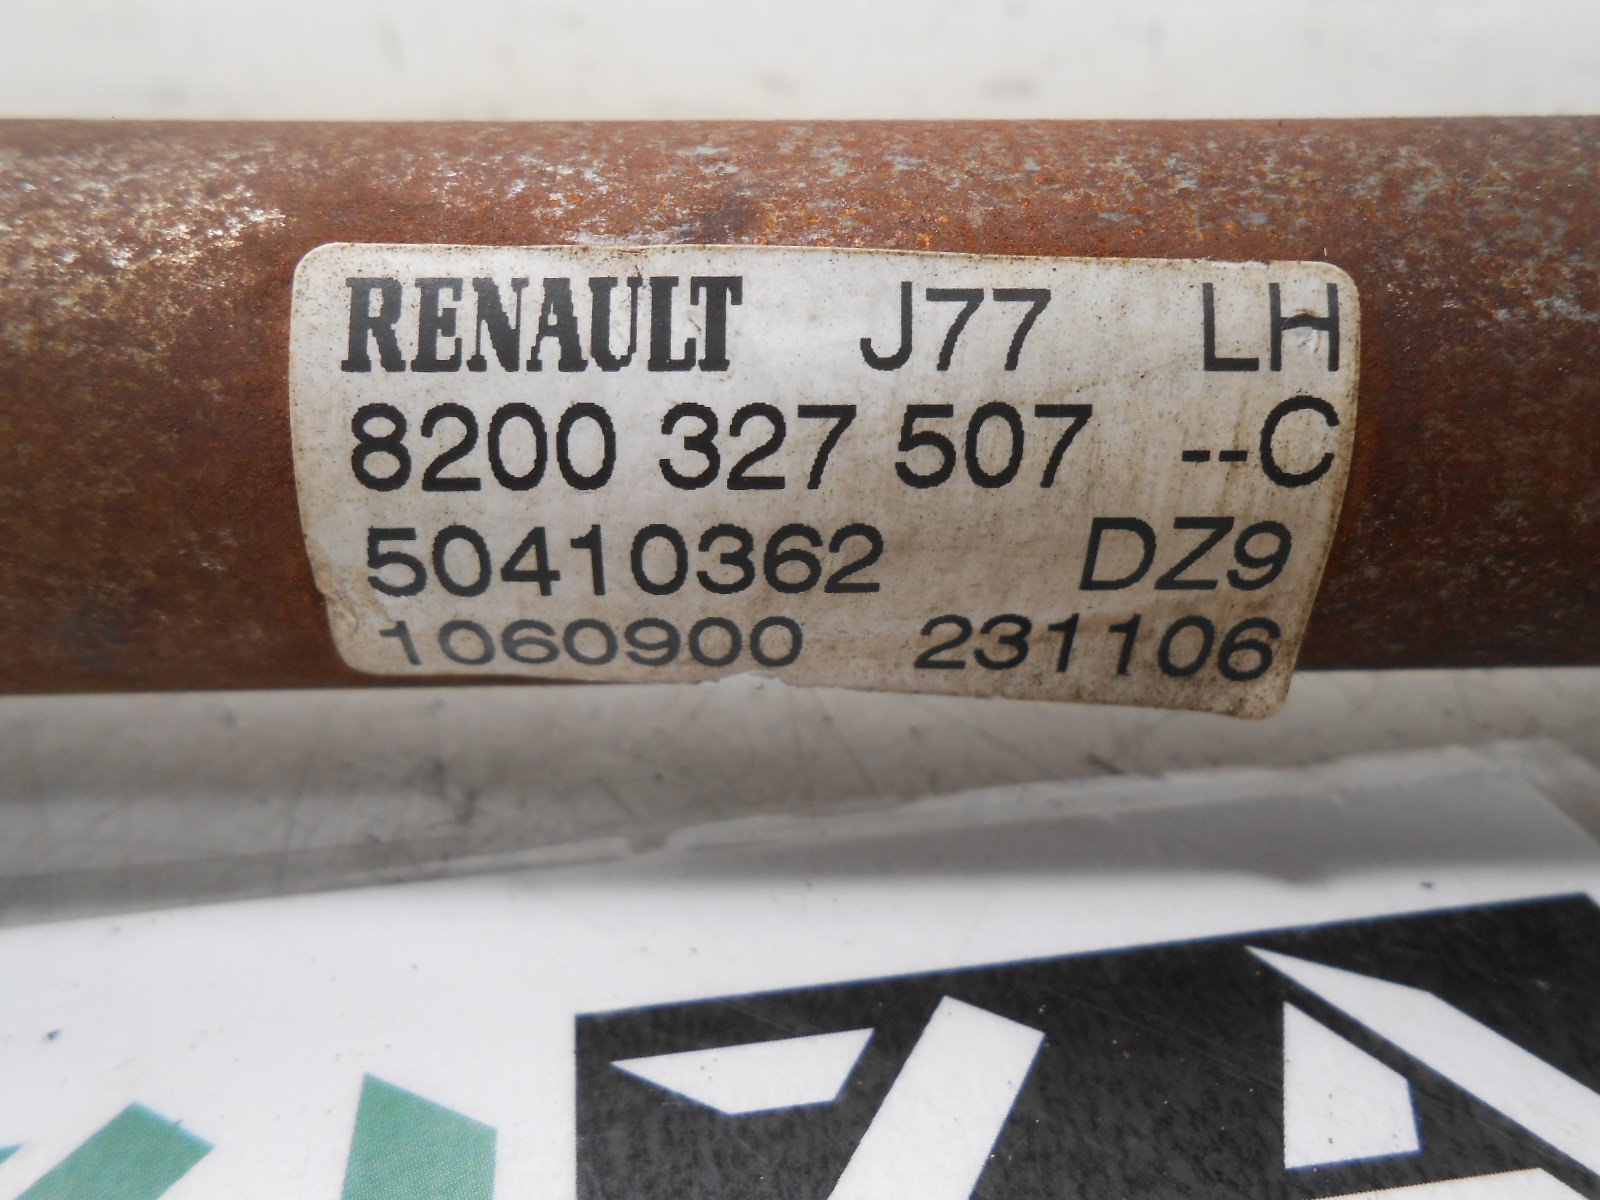 RENAULT J77 LH
8200 327 507 --C
50410362 DZ9
1060900 231106